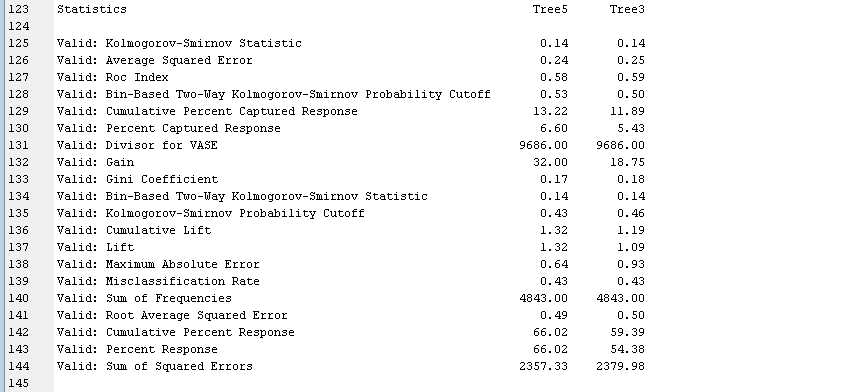 123 Statistics Tree5 Tree3
124
125 Valid: Kolmogorov-Smirnov Statistic 0.14 0.14
126 Valid: Average Squared Error 0.24 0.25
127 Valid: Roc Index 0.58 0.59
128 Valid: Bin-Based Two-Way Kolmogorov-Smirnov Probability Cutoff 0.53 0.50
129 Valid: Cumulative Percent Captured Response 13.22 11.89
130 Valid: Percent Captured Response 6.60 5.43
131 Valid: Divisor for VASE 9686.00 9686.00
132 Valid: Gain 32.00 18.75
133 Valid: Gini Coefficient 0.17 0.18
134 Valid: Bin-Based Two-Way Kolmogorov-Smirnov Statistic 0.14 0.14
135 Valid: Kolmogorov-Smirnov Probability Cutoff 0.43 0.46
136 Valid: Cumulative Lift 1.32 1.19
137 Valid: Lift 1.32 1.09
138 Valid: Maximum Absolute Error 0.64 0.93
139 Valid: Misclassification Rate 0.43 0.43
140 Valid: Sum of Frequencies 4843.00 4843.00
141 Valid: Root Average Squared Error 0.49 0.50
142 Valid: Cumulative Percent Response 66.02 59.39
143 Valid: Percent Response 66.02 54.38
144 Valid: Sum of Squared Errors 2357.33 2379.98
145